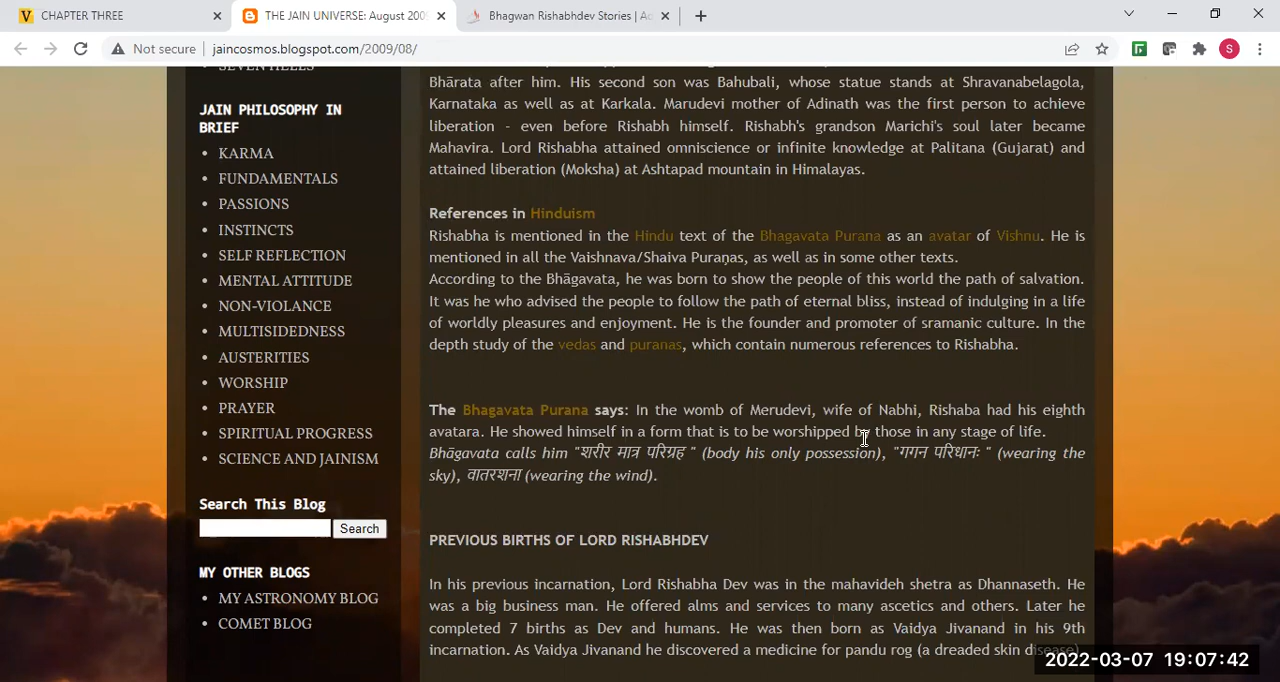 CHAPTER THREE
THE JAIN UNIVERSE: August 200
Bhagwan Rishabhdev Stories | A
Not secure
jaincosmos.blogspot.com/2009/08/
S
SEVEN HELLS
JAIN PHILOSOPHY IN
BRIEF
KARMA
FUNDAMENTALS
PASSIONS
INSTINCTS
SELF REFLECTION
MENTAL ATTITUDE
NON-VIOLANCE
MULTISIDEDNESS
AUSTERITIES
WORSHIP
PRAYER
SPIRITUAL PROGRESS
SCIENCE AND JAINISM
Search This Blog
Search
MY OTHER BLOGS
MY ASTRONOMY BLOG
COMET BLOG
Bhārata after him. His second son was Bahubali, whose statue stands at Shravanabelagola,
Karnataka as well as at Karkala. Marudevi mother of Adinath was the first person to achieve
liberation - even before Rishabh himself. Rishabh's grandson Marichi's soul later became
Mahavira. Lord Rishabha attained omniscience or infinite knowledge at Palitana (Gujarat) and
attained liberation (Moksha) at Ashtapad mountain in Himalayas.
References in Hinduism
Rishabha is mentioned in the Hindu text of the Bhagavata Purana as an avatar of Vishnu. He is
mentioned in all the Vaishnava/Shaiva Puraṇas, as well as in some other texts.
According to the Bhāgavata, he was born to show the people of this world the path of salvation.
It was he who advised the people to follow the path of eternal bliss, instead of indulging in a life
of worldly pleasures and enjoyment. He is the founder and promoter of sramanic culture. In the
depth study of the vedas and puranas, which contain numerous references to Rishabha.
The Bhagavata Purana says: In the womb of Merudevi, wife of Nabhi, Rishaba had his eighth
avatara. He showed himself in a form that is to be worshipped by those in any stage of life.
Bhāgavata calls him "शरीर मात्र परिग्रह " (body his only possession), "गगन परिधानः " (wearing the
sky), वातरशना (wearing the wind).
PREVIOUS BIRTHS OF LORD RISHABHDEV
In his previous incarnation, Lord Rishabha Dev was in the mahavideh shetra as Dhannaseth. He
was a big business man. He offered alms and services to many ascetics and others. Later he
completed 7 births as Dev and humans. He was then born as Vaidya Jivanand in his 9th
incarnation. As Vaidya Jivanand he discovered a medicine for pandu rog (a dreaded skin disease)
2022-03-07 19:07:42